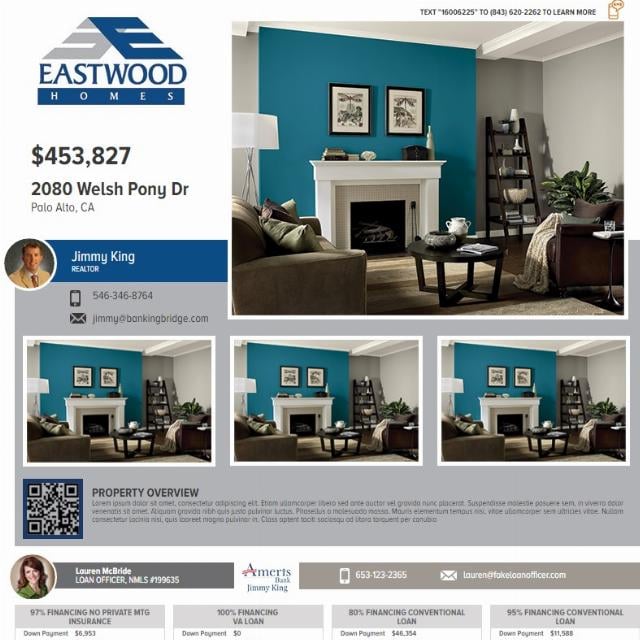 TEXT "16006225" TO (843) 620-2262 TO LEARN MORE
EASTWOOD
HOMES
$453,827
2080 Welsh Pony Dr
Palo Alto, CA
Jimmy King
REALTOR
546-346-8764
jimmy@bankingbridge.com
PROPERTY OVERVIEW
Lorem ipsum dolor sit amet, consectetur adipiscing elit. Etiam ullamcorper libero sed ante auctor vel gravida nunc placerat. Suspendisse molestie posuere sem, in viverra dolor
venenatis sit amet. Aliquam gravida nibh quis justo pulvinar luctus. Phasellus a malesuada massa. Mauris elementum tempus nisi, vitae ullamcorper sem ultricies vitae. Nullam
consectetur lacinia nisi, quis laoreet magna pulvinar in. Class aptent taciti sociosqu ad litora torquent per conubia
Lauren McBride
LOAN OFFICER, NMLS #199635
Ameris
Bank
Jimmy King
653-123-2365
lauren@fakeloanofficer.com
97% FINANCING NO PRIVATE MTG
INSURANCE
Down Payment $6,953
100% FINANCING
VA LOAN
Down Payment $0
80% FINANCING CONVENTIONAL
LOAN
Down Payment $46,354
95% FINANCING CONVENTIONAL
LOAN
Down Payment $11,588